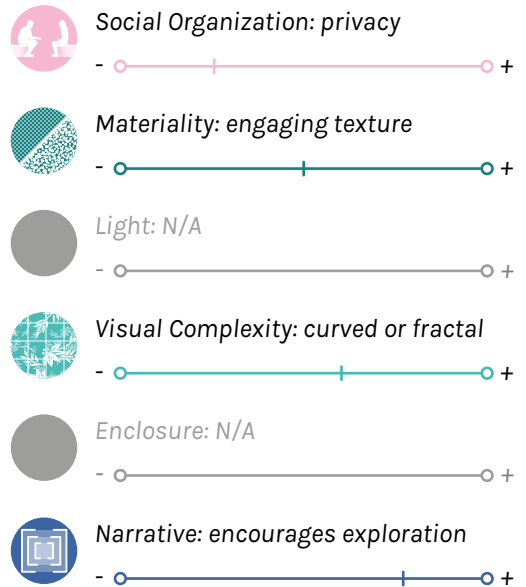 Social Organization: privacy
- +
Materiality: engaging texture
- +
Light: N/A
- +
Visual Complexity: curved or fractal
- +
Enclosure: N/A
- +
Narrative: encourages exploration
- +